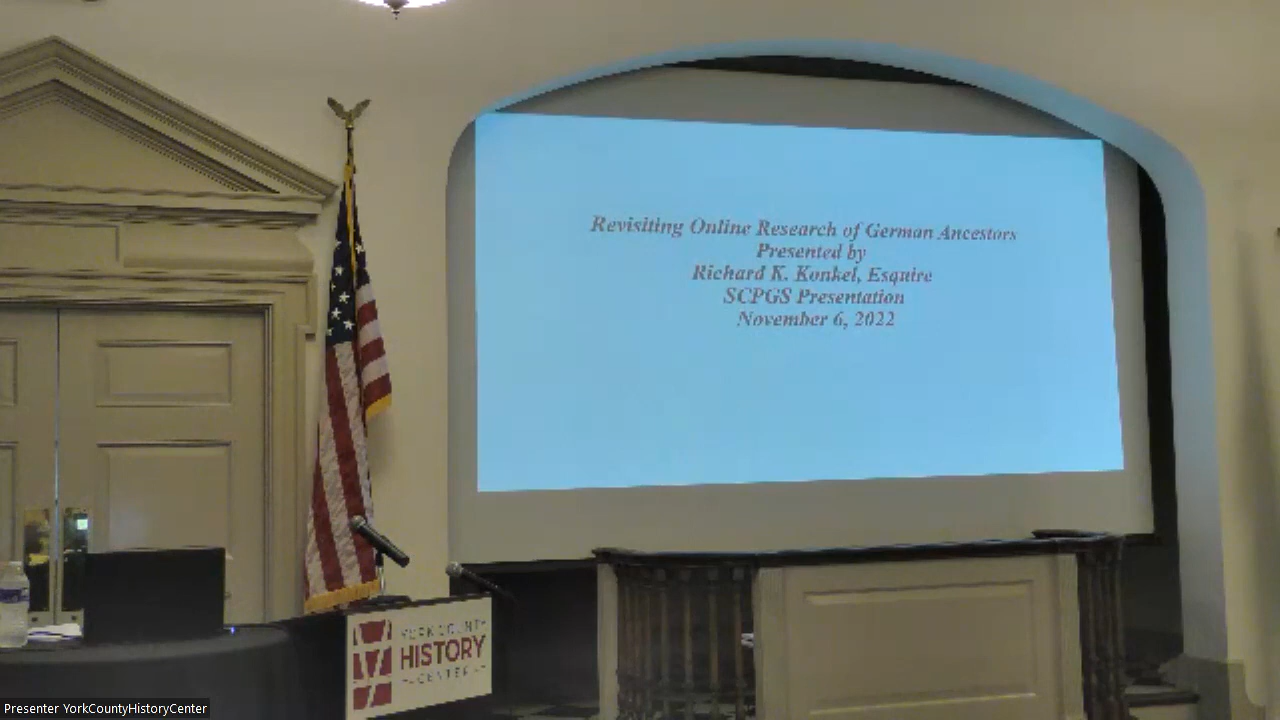 Revisiting Online Research of German Ancestors
Presented by
Richard K. Konkel, Esquire
SCPGS Presentation
November 6, 2022
YORK COUNTY
HISTORY
CENTER
Presenter YorkCountyHistoryCenter